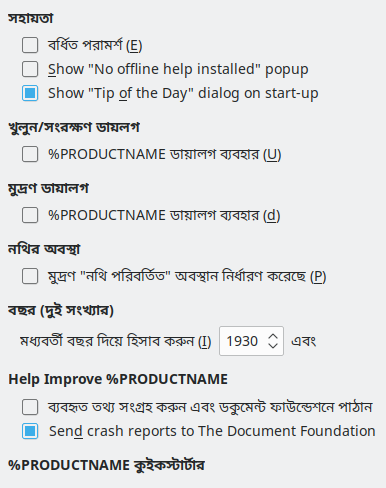 সহায়তা
বর্ধিত পরামর্শ (E)
Show "No offline help installed" popup
Show "Tip of the Day" dialog on start-up
খুলুন/সংরক্ষণ ডায়লগ
%PRODUCTNAME ডায়ালগ ব্যবহার (U)
মুদ্রণ ডায়ালগ
%PRODUCTNAME ডায়ালগ ব্যবহার (d)
নথির অবস্থা
মুদ্রণ "নথি পরিবর্তিত" অবস্থান নির্ধারণ করেছে (P)
বছর (দুই সংখ্যার)
মধ্যবর্তী বছর দিয়ে হিসাব করুন (I) 1930 এবং
Help Improve %PRODUCTNAME
ব্যবহৃত তথ্য সংগ্রহ করুন এবং ডকুমেন্ট ফাউন্ডেশনে পাঠান
Send crash reports to The Document Foundation
%PRODUCTNAME কুইকস্টার্টার